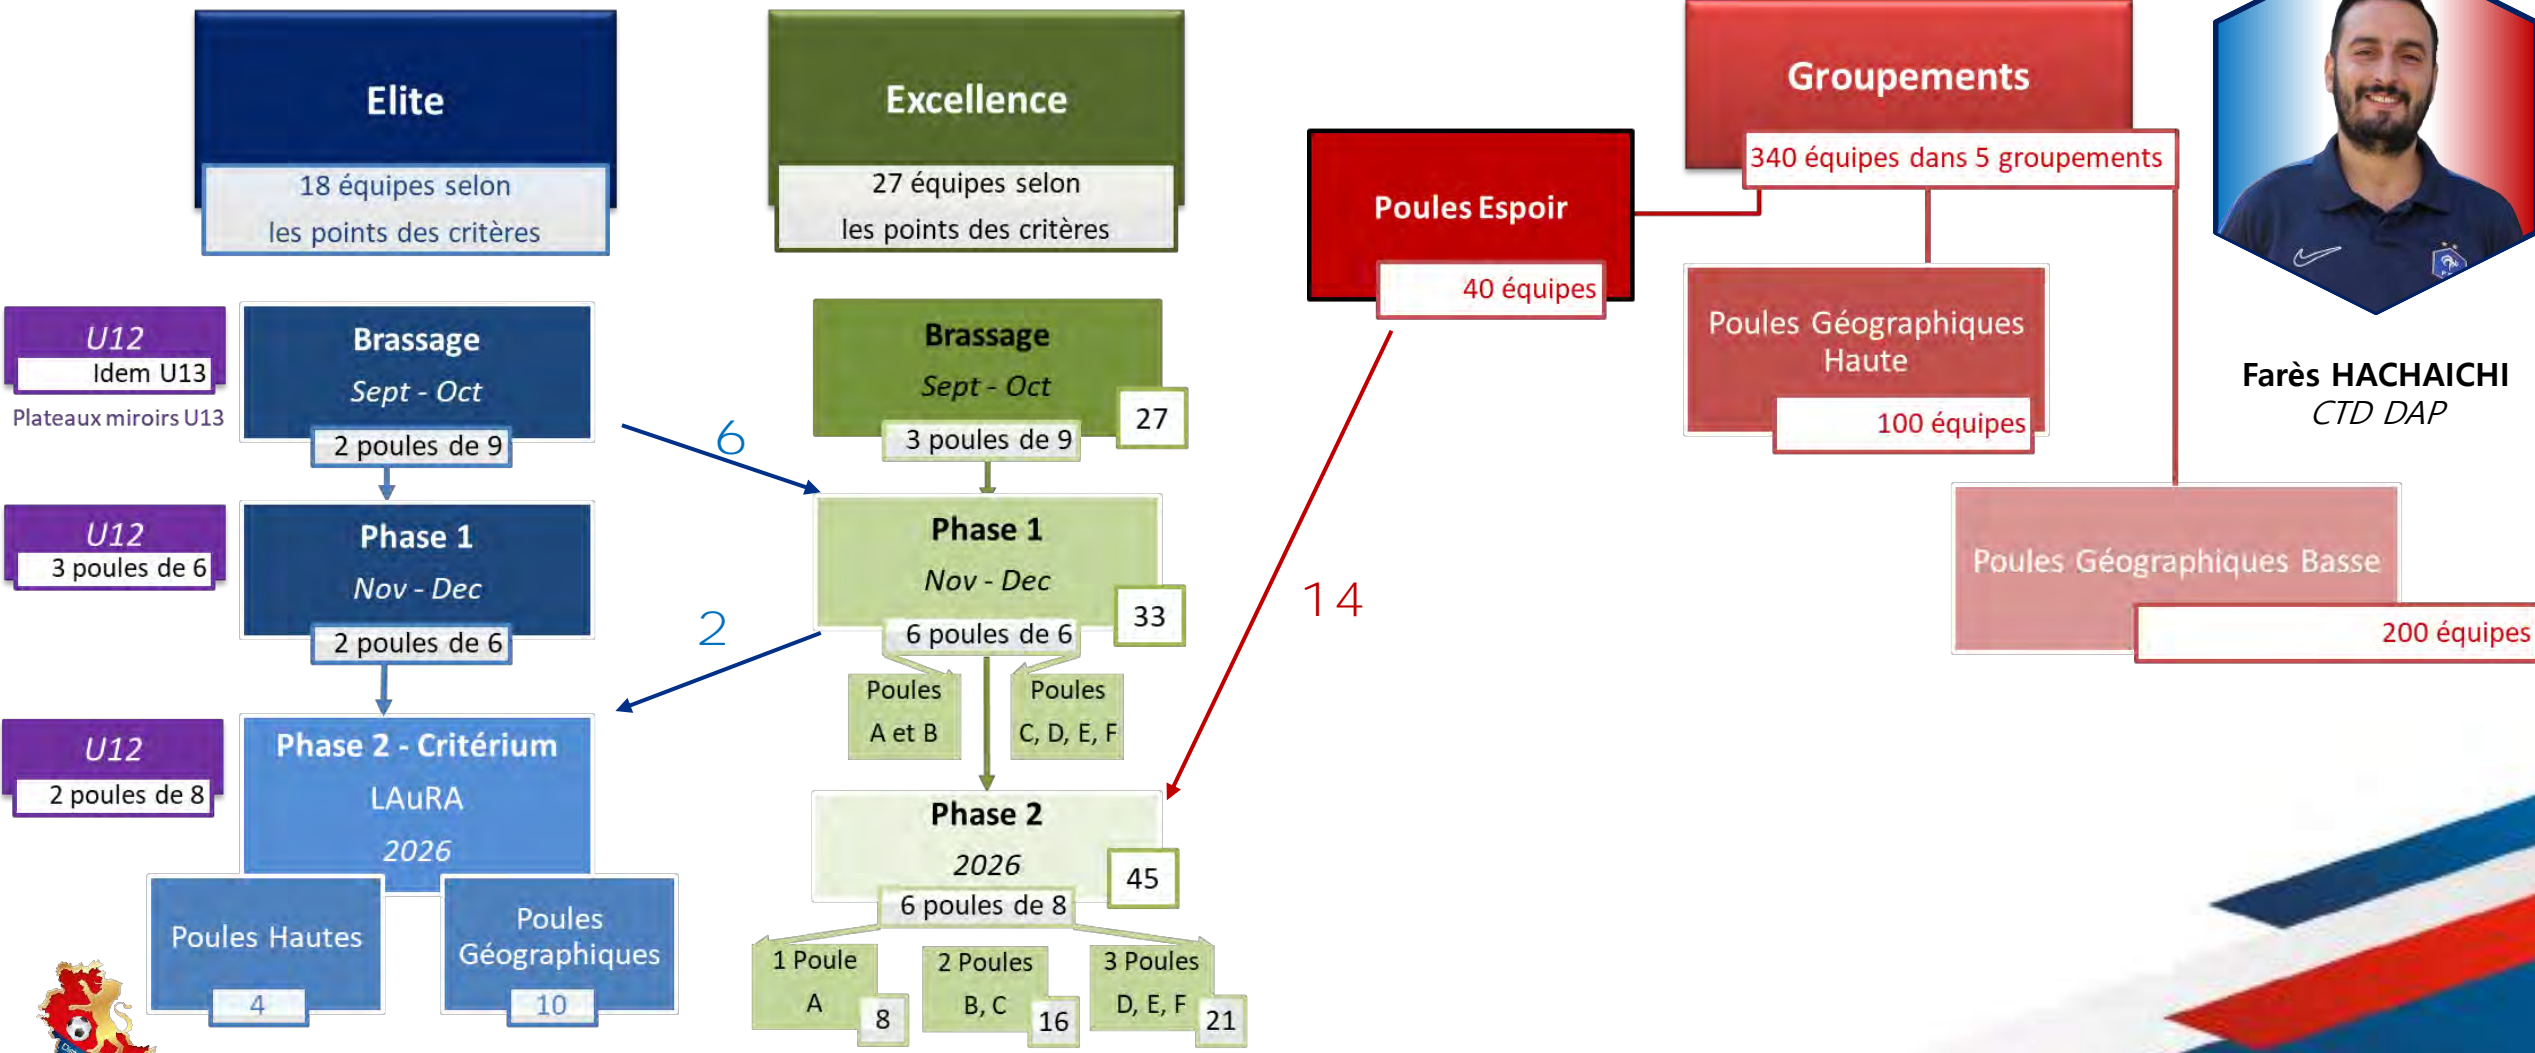 Elite
18 équipes selon
les points des critères
U12
Idem U13
Plateaux miroirs U13
Brassage
Sept - Oct
2 poules de 9
U12
3 poules de 6
Phase 1
Nov - Dec
2 poules de 6
U12
2 poules de 8
Phase 2 - Critérium
LAuRA
2026
Poules Hautes
4
Poules
Géographiques
10
6
2
Excellence
27 équipes selon
les points des critères
Brassage
Sept - Oct
27
3 poules de 9
Phase 1
Nov - Dec
33
6 poules de 6
Poules
A et B
Poules
C, D, E, F
Phase 2
2026
45
6 poules de 8
1 Poule
A
8
2 Poules
B, C
16
3 Poules
D, E, F
21
14
Groupements
340 équipes dans 5 groupements
Poules Espoir
40 équipes
Poules Géographiques
Haute
100 équipes
Poules Géographiques Basse
200 équipes
Farès HACHAICHI
CTD DAP